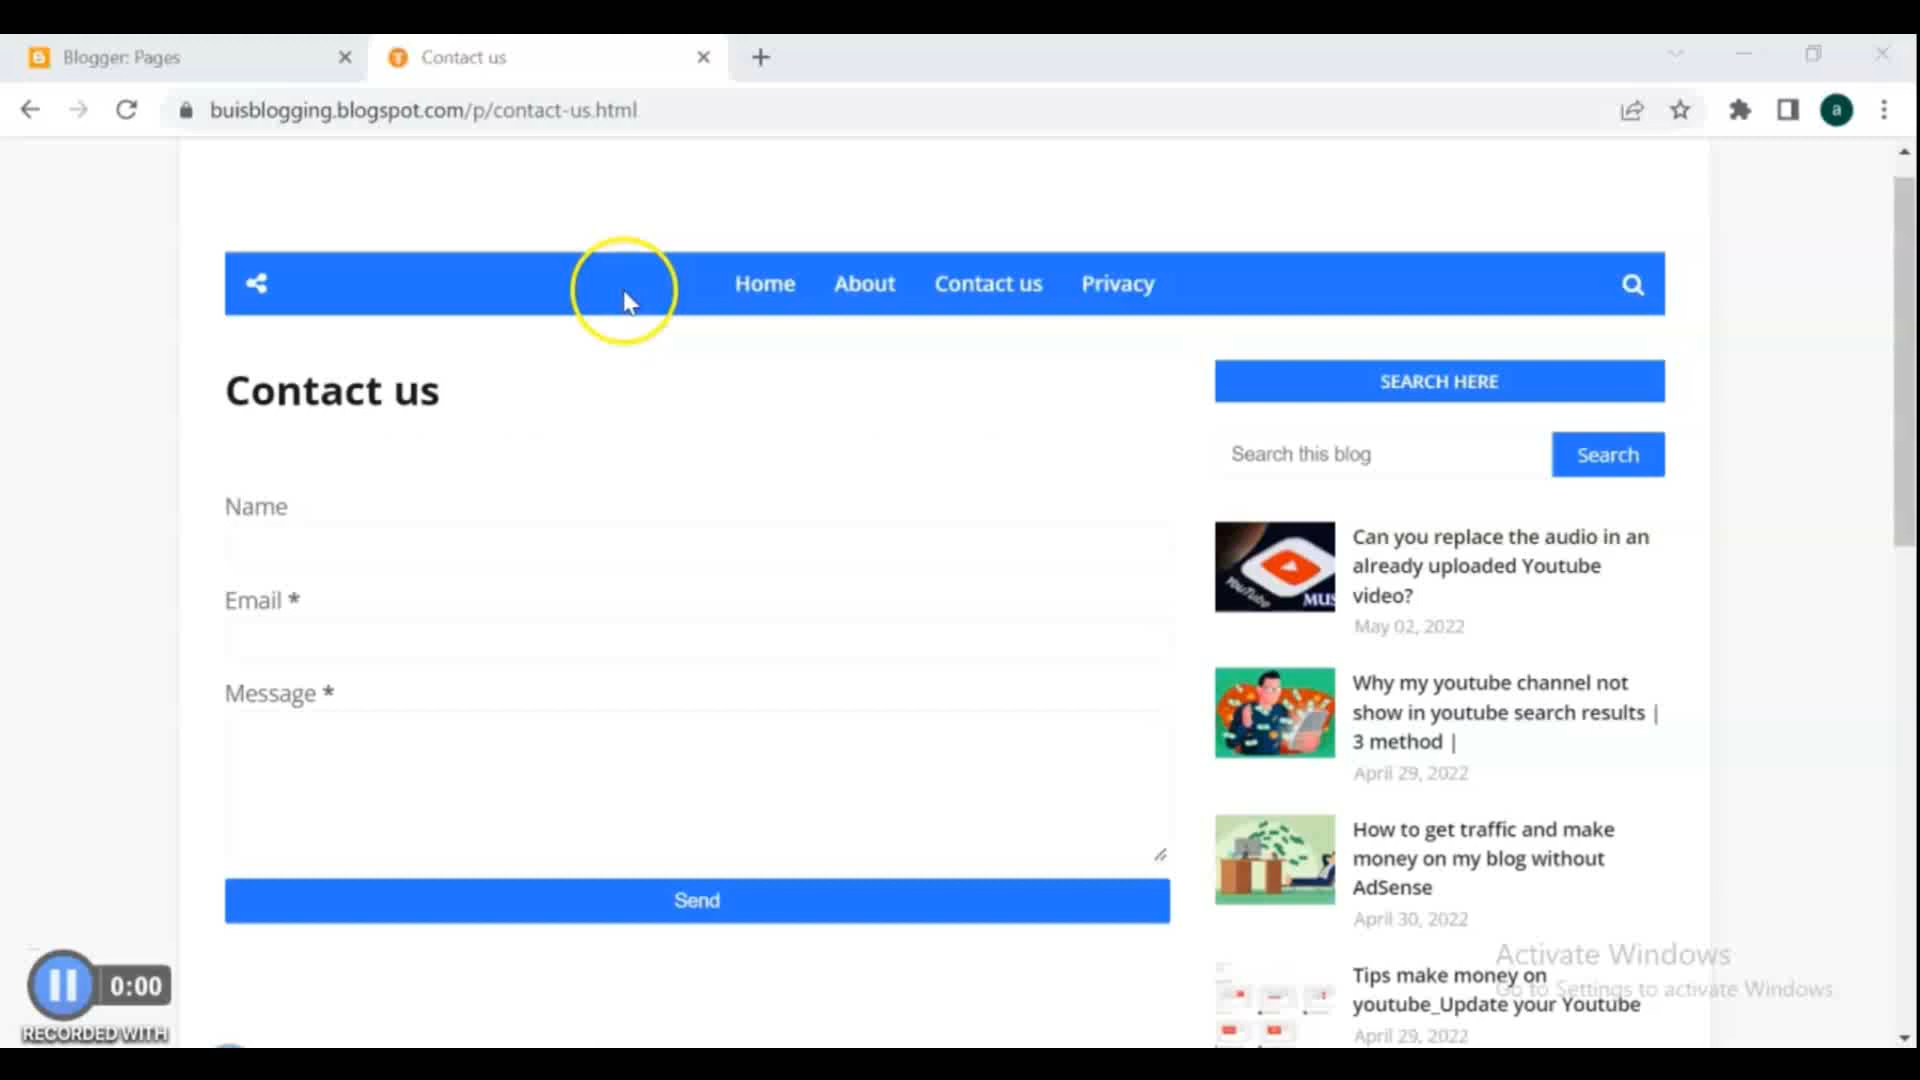 Blogger: Pages
Contact us
buisblogging.blogspot.com/p/contact-us.html
a
Home About Contact us Privacy
Contact us
Name
Email *
Message *
Send
SEARCH HERE
Search this blog
Search
YouTube
MUS
Can you replace the audio in an
already uploaded Youtube
video?
May 02, 2022
Why my youtube channel not
show in youtube search results |
3 method |
April 29, 2022
How to get traffic and make
money on my blog without
AdSense
April 30, 2022
Tips make money on
youtube_Update your Youtube
April 29, 2022
Activate Windows
Go to Settings to activate Windows.
0:00
RECORDED WITH